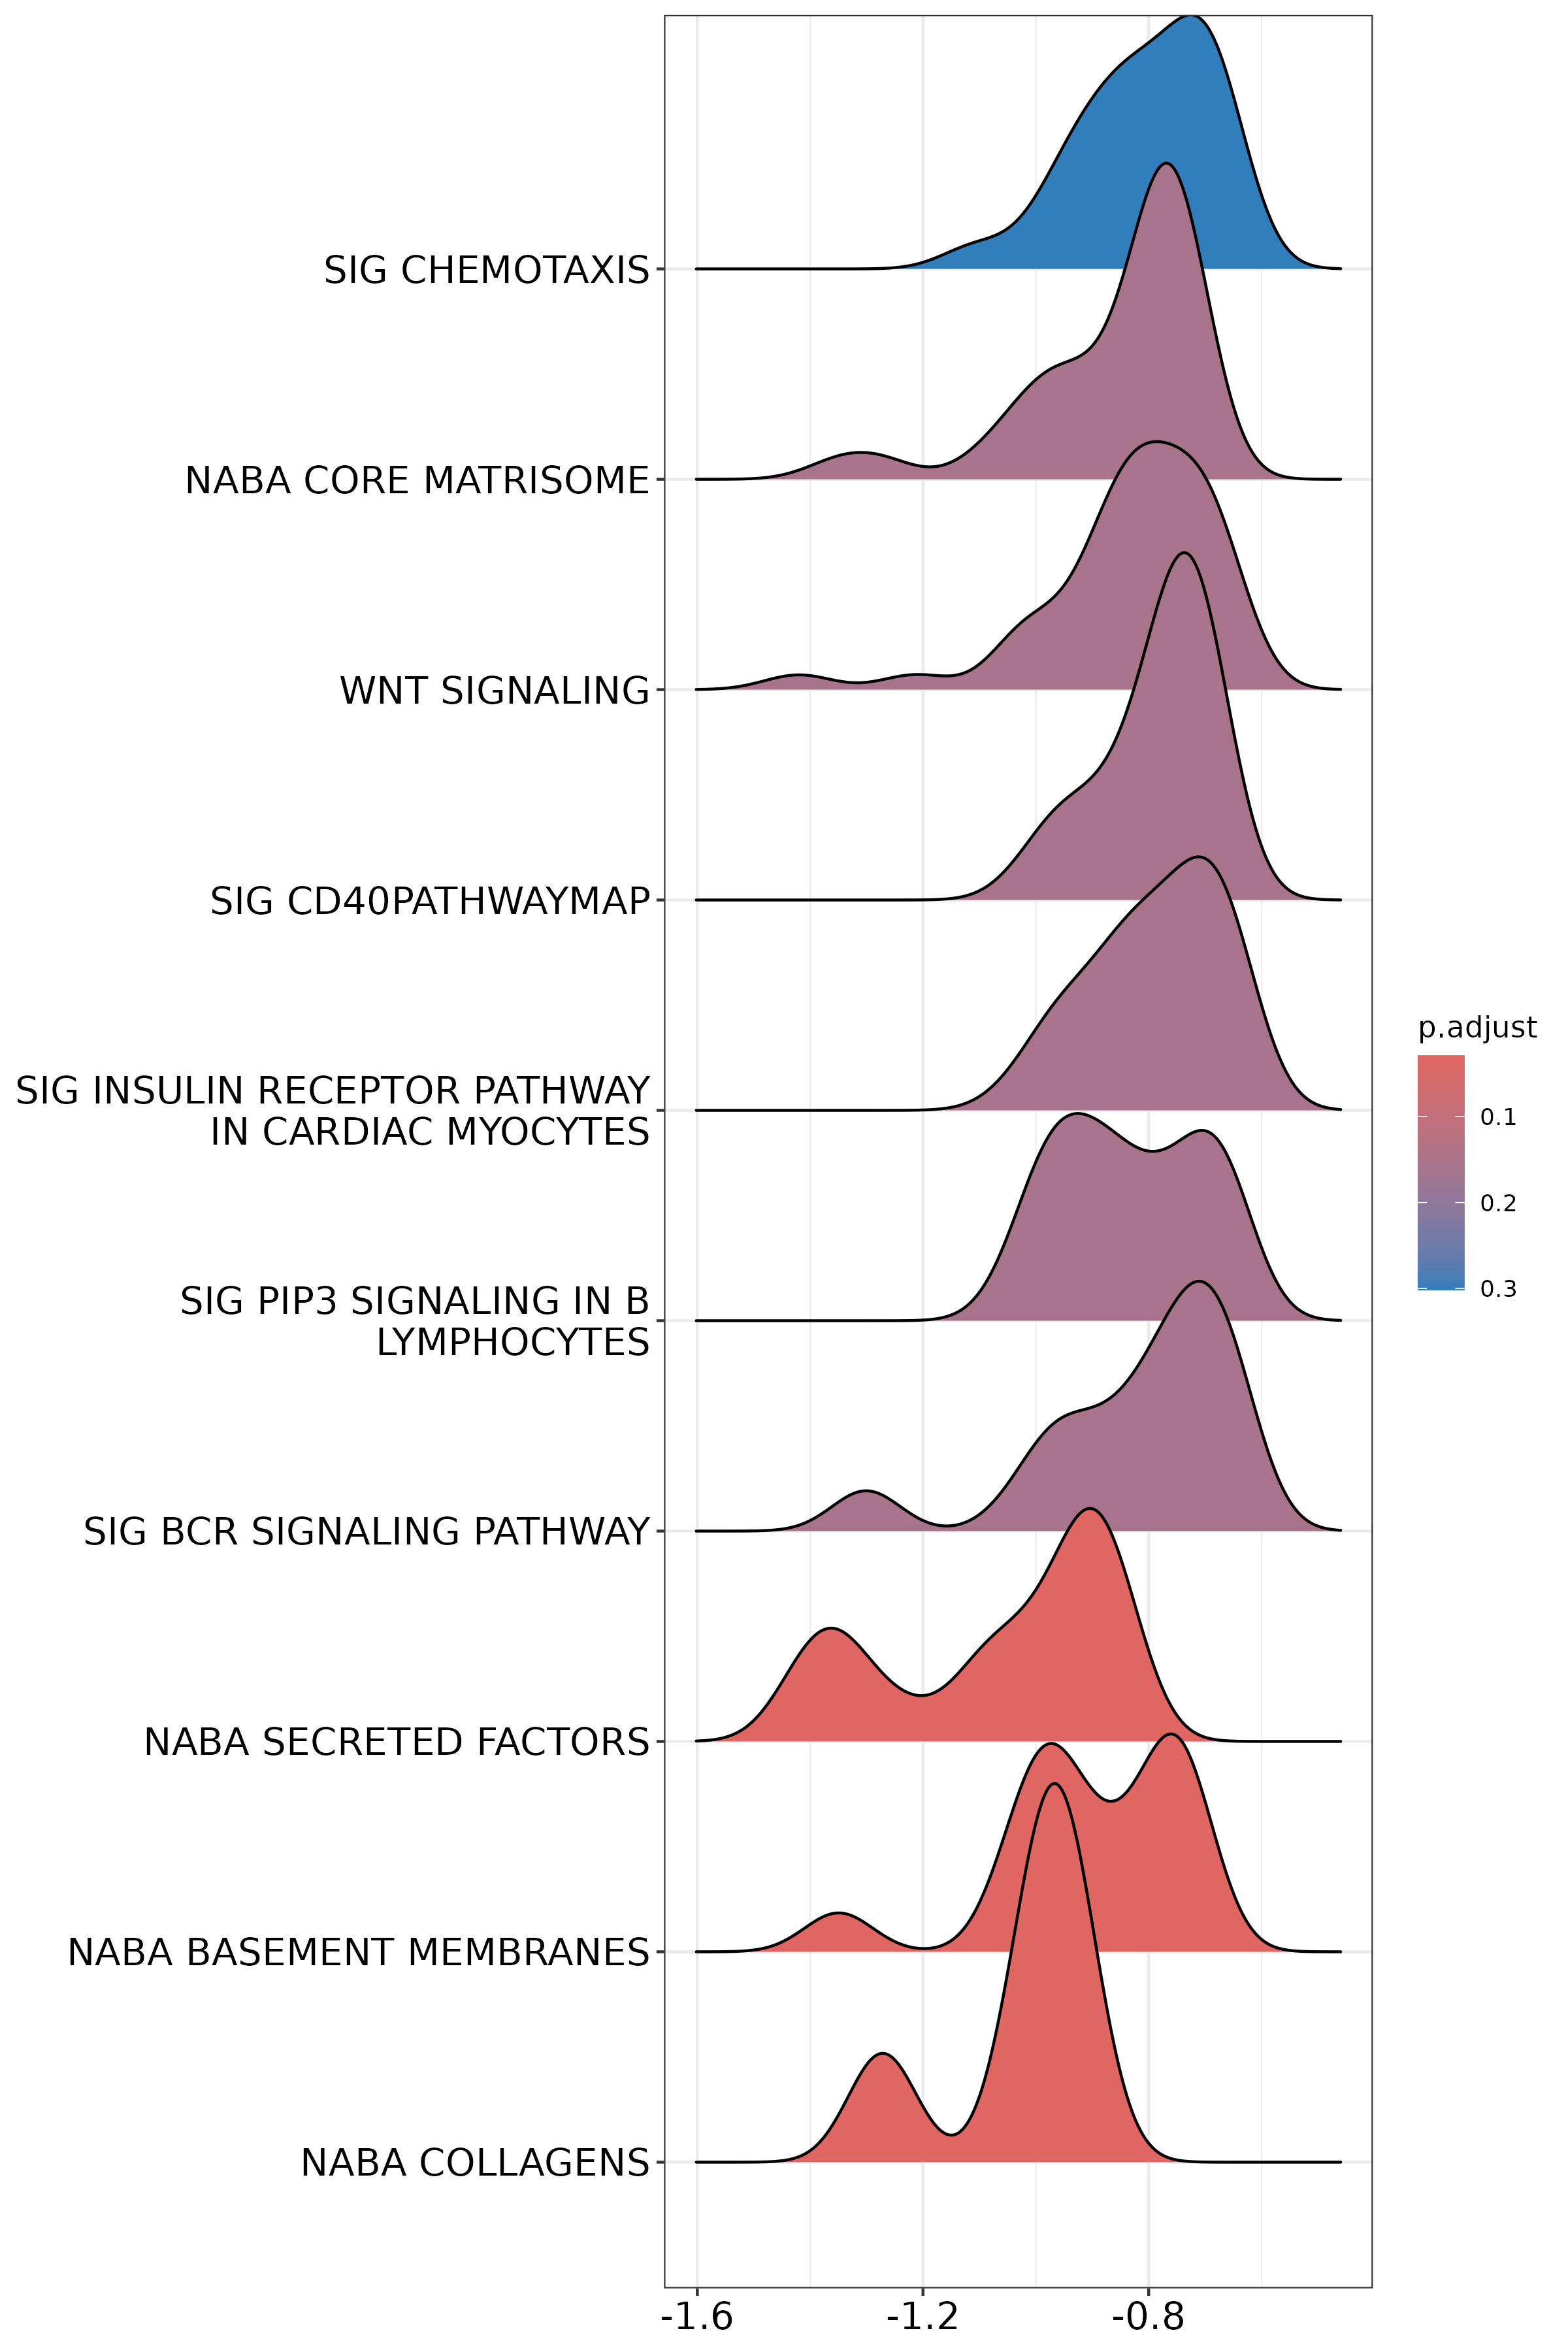 SIG CHEMOTAXIS
NABA CORE MATRISOME
WNT SIGNALING
SIG CD40PATHWAYMAP
SIG INSULIN RECEPTOR PATHWAY
IN CARDIAC MYOCYTES
SIG PIP3 SIGNALING IN B
LYMPHOCYTES
SIG BCR SIGNALING PATHWAY
NABA SECRETED FACTORS
NABA BASEMENT MEMBRANES
NABA COLLAGENS
-1.6
-1.2
-0.8
p.adjust
0.1
0.2
0.3